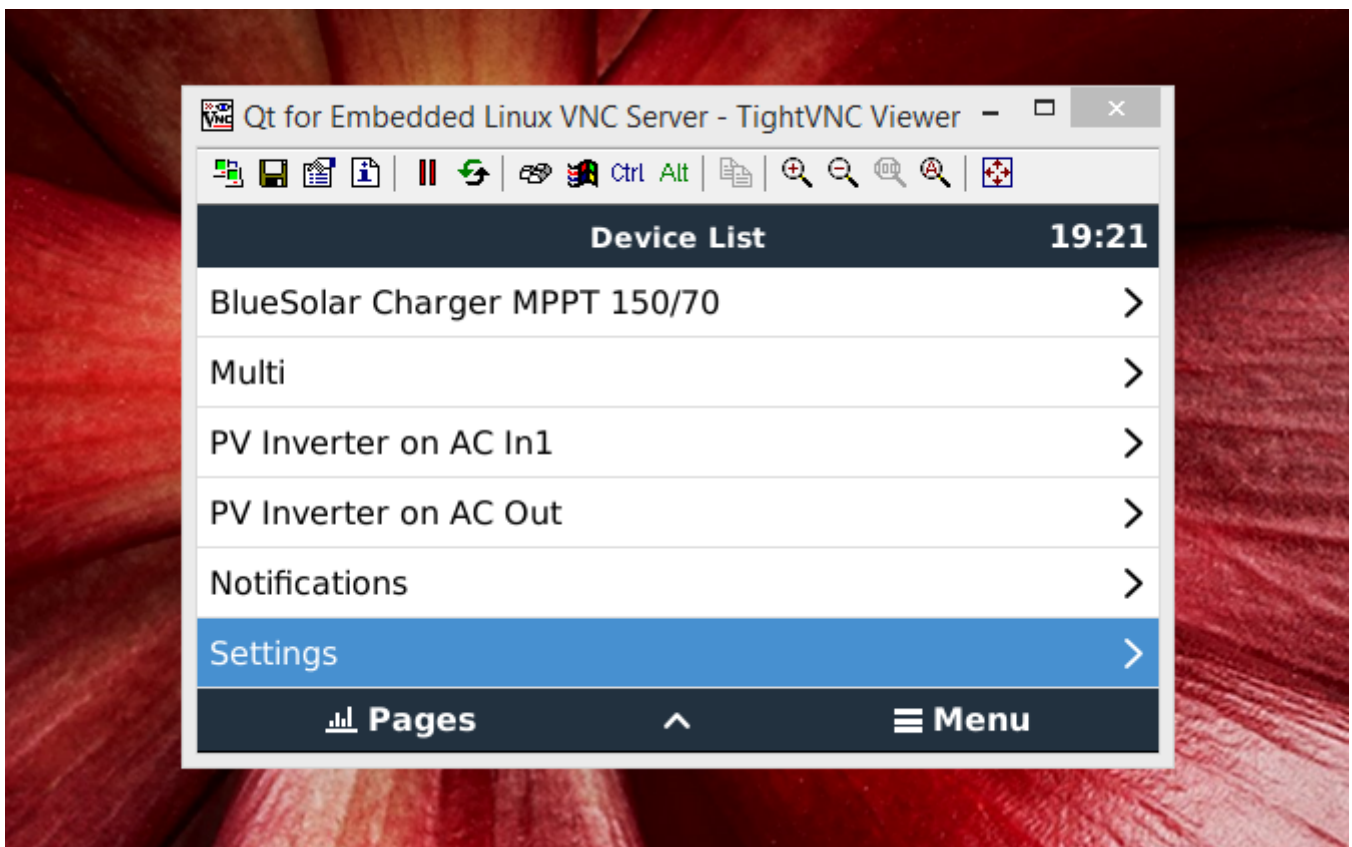 Qt for Embedded Linux VNC Server - TightVNC Viewer
Ctrl Alt
Device List 19:21
BlueSolar Charger MPPT 150/70
Multi
PV Inverter on AC In1
PV Inverter on AC Out
Notifications
Settings
Pages Menu